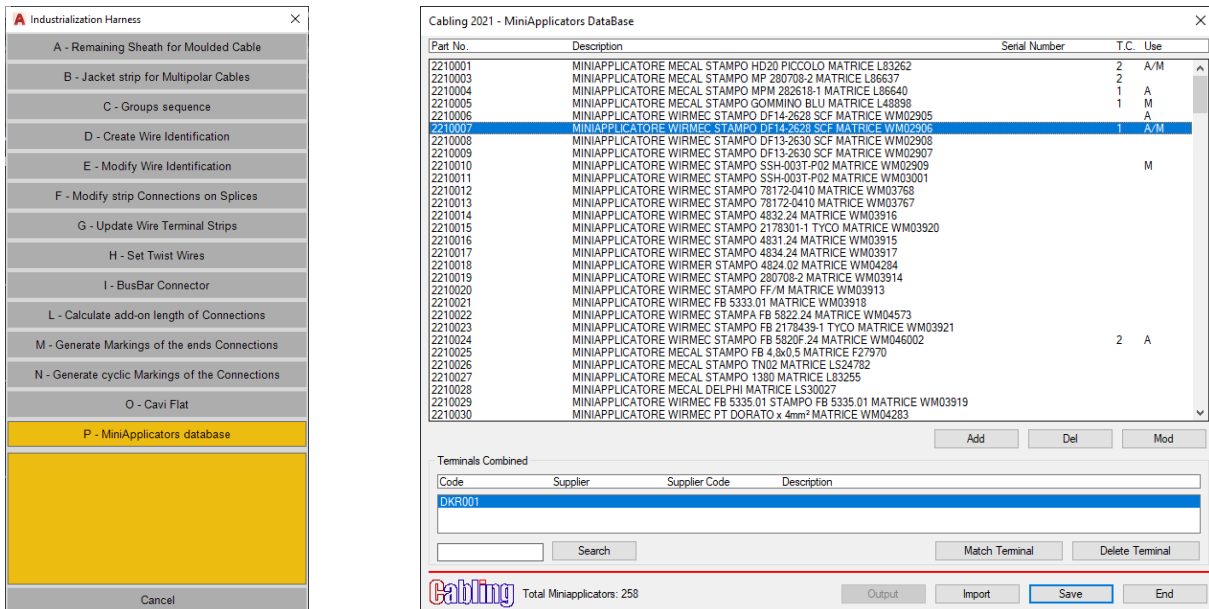 Industrialization Harness
A - Remaining Sheath for Moulded Cable
B - Jacket strip for Multipolar Cables
C - Groups sequence
D - Create Wire Identification
E - Modify Wire Identification
F - Modify strip Connections on Splices
G - Update Wire Terminal Strips
H - Set Twist Wires
I - BusBar Connector
L - Calculate add-on length of Connections
M - Generate Markings of the ends Connections
N - Generate cyclic Markings of the Connections
O - Cavi Flat
P - MiniApplicators database
Cancel
Cabling 2021 - MiniApplicators DataBase
Part No. Description Serial Number T.C. Use
2210001 MINIAPPLICATORE MECAL STAMPO HD20 PICCOLO MATRICE L83262 2 A/M
2210003 MINIAPPLICATORE MECAL STAMPO MP 280708-2 MATRICE L86637 2
2210004 MINIAPPLICATORE MECAL STAMPO MPM 282618-1 MATRICE L86640 1 A
2210005 MINIAPPLICATORE MECAL STAMPO GOMMINO BLU MATRICE L48898 1 M
2210006 MINIAPPLICATORE WIRMEC STAMPO DF14-2628 SCF MATRICE WM02905 A
2210007 MINIAPPLICATORE WIRMEC STAMPO DF14-2628 SCF MATRICE WM02906 1 A/M
2210008 MINIAPPLICATORE WIRMEC STAMPO DF13-2630 SCF MATRICE WM02908
2210009 MINIAPPLICATORE WIRMEC STAMPO DF13-2630 SCF MATRICE WM02907
2210010 MINIAPPLICATORE WIRMEC STAMPO SSH-003T-P02 MATRICE WM02909 M
2210011 MINIAPPLICATORE WIRMEC STAMPO SSH-003T-P02 MATRICE WM03001
2210012 MINIAPPLICATORE WIRMEC STAMPO 78172-0410 MATRICE WM03768
2210013 MINIAPPLICATORE WIRMEC STAMPO 78172-0410 MATRICE WM03767
2210014 MINIAPPLICATORE WIRMEC STAMPO 4832.24 MATRICE WM03916
2210015 MINIAPPLICATORE WIRMEC STAMPO 2178301-1 TYCO MATRICE WM03920
2210016 MINIAPPLICATORE WIRMEC STAMPO 4831.24 MATRICE WM03915
2210017 MINIAPPLICATORE WIRMEC STAMPO 4834.24 MATRICE WM03917
2210018 MINIAPPLICATORE WIRMER STAMPO 4824.02 MATRICE WM04284
2210019 MINIAPPLICATORE WIRMEC STAMPO 280708-2 MATRICE WM03914
2210020 MINIAPPLICATORE WIRMEC STAMPO FF/M MATRICE WM03913
2210021 MINIAPPLICATORE WIRMEC FB 5333.01 MATRICE WM03918
2210022 MINIAPPLICATORE WIRMEC STAMPA FB 5822.24 MATRICE WM04573
2210023 MINIAPPLICATORE WIRMEC STAMPO FB 2178439-1 TYCO MATRICE WM03921
2210024 MINIAPPLICATORE WIRMEC STAMPO FB 5820F.24 MATRICE WM046002 2 A
2210025 MINIAPPLICATORE MECAL STAMPO FB 4,8x0,5 MATRICE F27970
2210026 MINIAPPLICATORE MECAL STAMPO TN02 MATRICE LS24782
2210027 MINIAPPLICATORE MECAL STAMPO 1380 MATRICE L83255
2210028 MINIAPPLICATORE MECAL DELPHI MATRICE LS30027
2210029 MINIAPPLICATORE WIRMEC FB 5335.01 STAMPO FB 5335.01 MATRICE WM03919
2210030 MINIAPPLICATORE WIRMEC PT DORATO x 4mm² MATRICE WM04283
Add Del Mod
Terminals Combined
Code Supplier Supplier Code Description
DKR001
Search Match Terminal Delete Terminal
Cabling Total Miniapplicators: 258 Output Import Save End